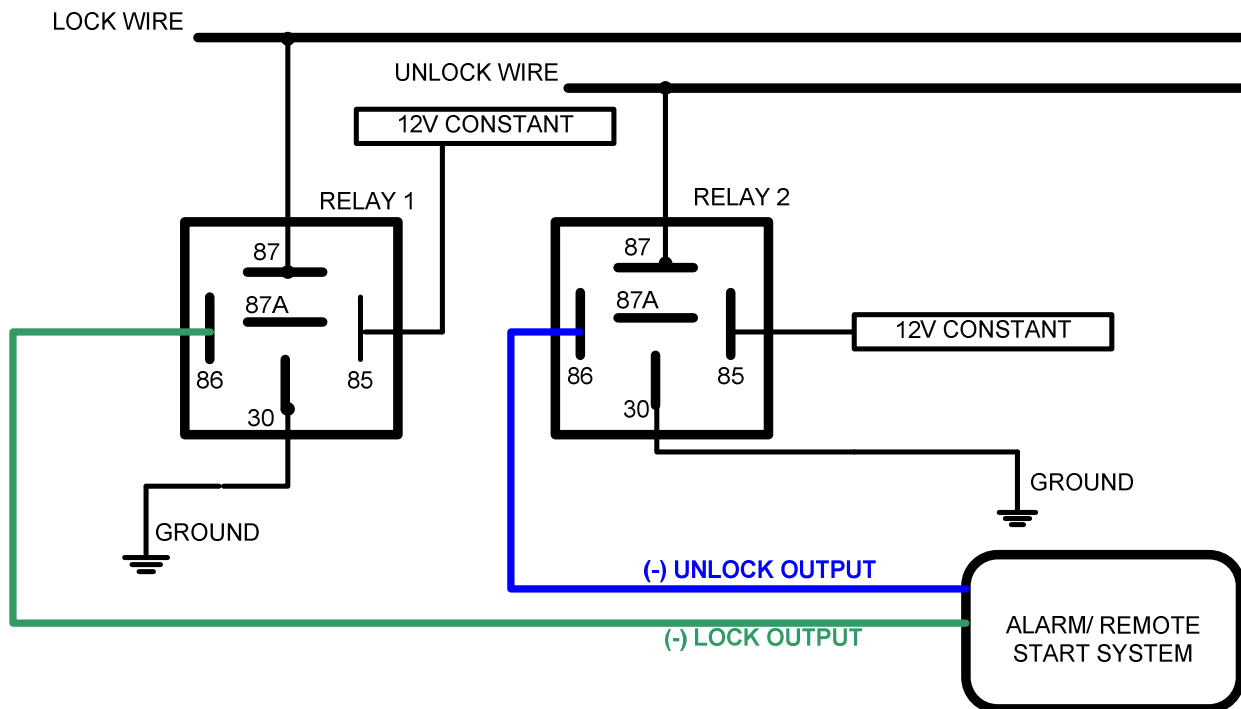 LOCK WIRE
UNLOCK WIRE
12V CONSTANT
RELAY 1
RELAY 2
87
87A
86
85
30
87
87A
86
85
30
12V CONSTANT
GROUND
GROUND
(-) UNLOCK OUTPUT
(-) LOCK OUTPUT
ALARM/ REMOTE
START SYSTEM